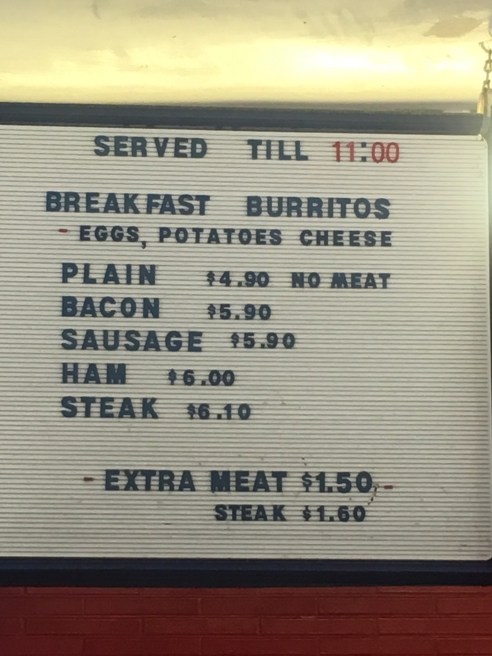 SERVED TILL 11:00
BREAKFAST BURRITOS
- EGGS, POTATOES CHEESE
PLAIN $4.90 NO MEAT
BACON $5.90
SAUSAGE $5.90
HAM $6.00
STEAK $6.10
- EXTRA MEAT $1.50 -
STEAK $1.60